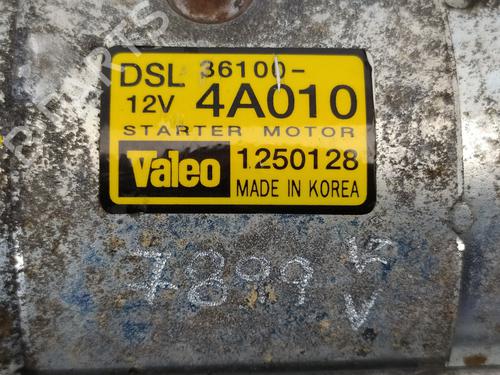 DSL 36100-
12V 4A010
STARTER MOTOR
Valeo 1250128
MADE IN KOREA
7899 V
V